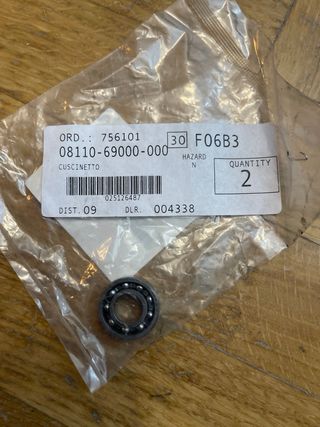 ORD.: 756101
08110-69000-000 30 F06B3
CUSCINETTO
HAZARD
N
QUANTITY
2
025126487
DIST. 09 DLR. 004338